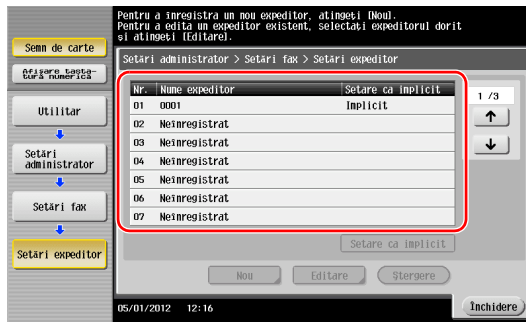 Pentru a înregistra un nou expeditor, atingeţi [Nou].
Pentru a edita un expeditor existent, selectaţi expeditorul dorit
şi atingeţi [Editare].
Semn de carte
Afişare tasta-
tură numerică
Utilitar
Setări
administrator
Setări fax
Setări expeditor
Setări administrator > Setări fax > Setări expeditor
Nr. Nume expeditor Setare ca implicit
01 0001 Implicit
02 Neînregistrat
03 Neînregistrat
04 Neînregistrat
05 Neînregistrat
06 Neînregistrat
07 Neînregistrat
1 /3
↑
↓
Setare ca implicit
Nou Editare Ştergere
05/01/2012 12:16 Închidere